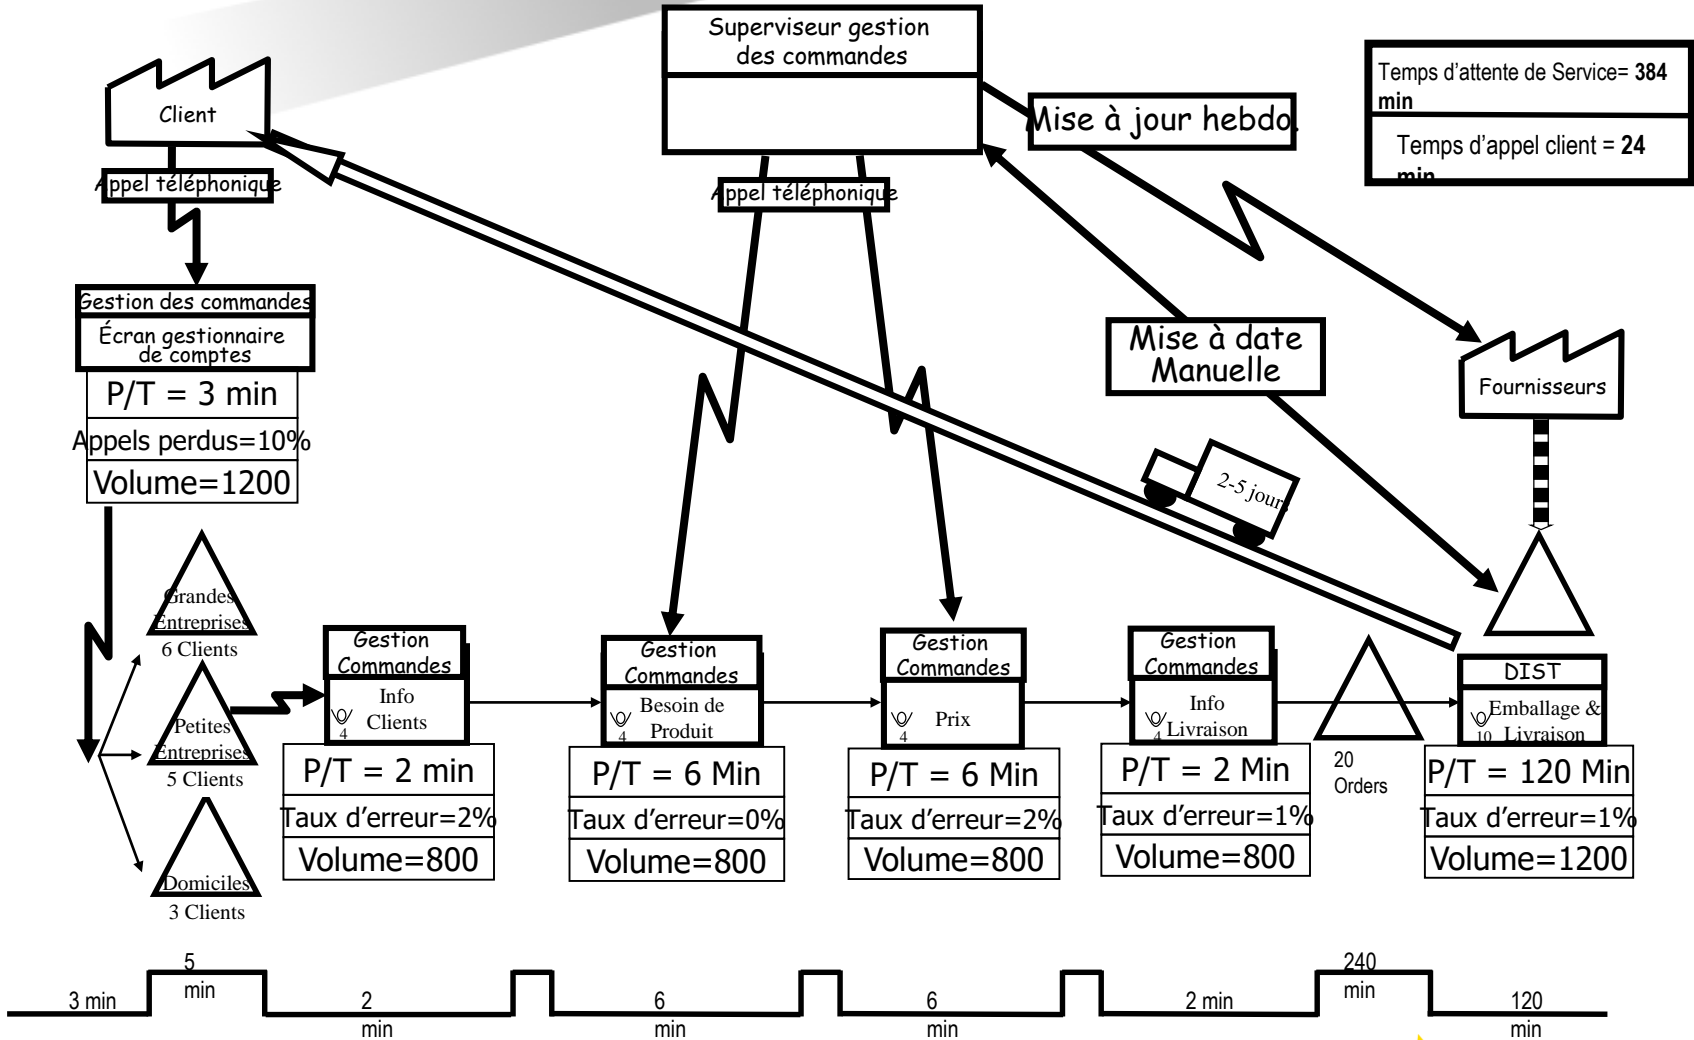 Superviseur gestion
des commandes
Temps d'attente de Service= 384
min
Temps d'appel client = 24
min
Client
Mise à jour hebdo.
Appel téléphonique
Appel téléphonique
Gestion des commandes
Écran gestionnaire
de comptes
P/T = 3 min
Appels perdus=10%
Volume=1200
Mise à date
Manuelle
Fournisseurs
2-5 jours
Grandes
Entreprises
6 Clients
Petites
Entreprises
5 Clients
Domiciles
3 Clients
Gestion
Commandes
Info
Clients
4
P/T = 2 min
Taux d'erreur=2%
Volume=800
Gestion
Commandes
Besoin de
Produit
4
P/T = 6 Min
Taux d'erreur=0%
Volume=800
Gestion
Commandes
Prix
4
P/T = 6 Min
Taux d'erreur=2%
Volume=800
Gestion
Commandes
Info
Livraison
4
P/T = 2 Min
Taux d'erreur=1%
Volume=800
20
Orders
DIST
Emballage &
Livraison
10
P/T = 120 Min
Taux d'erreur=1%
Volume=1200
3 min
5
min
2
min
6
min
6
min
2 min
240
min
120
min